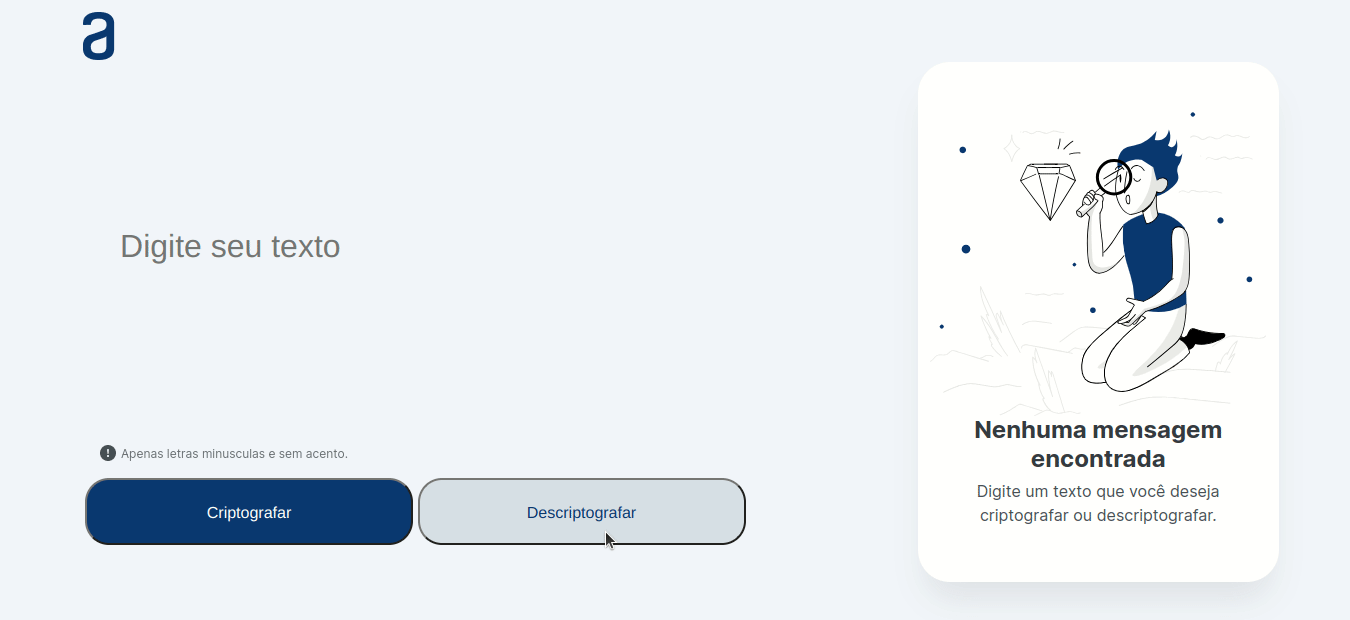 a
Digite seu texto
Apenas letras minusculas e sem acento.
Criptografar
Descriptografar
Nenhuma mensagem
encontrada
Digite um texto que você deseja
criptografar ou descriptografar.